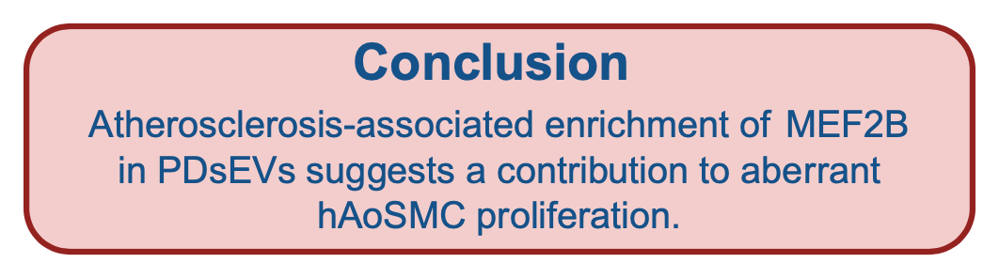 Conclusion
Atherosclerosis-associated enrichment of MEF2B
in PDsEVs suggests a contribution to aberrant
hAoSMC proliferation.